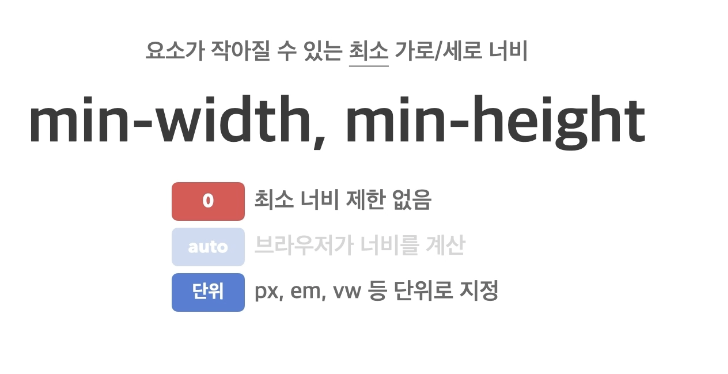 요소가 작아질 수 있는 최소 가로/세로 너비
min-width, min-height
0 최소 너비 제한 없음
auto 브라우저가 너비를 계산
단위 px, em, vw 등 단위로 지정